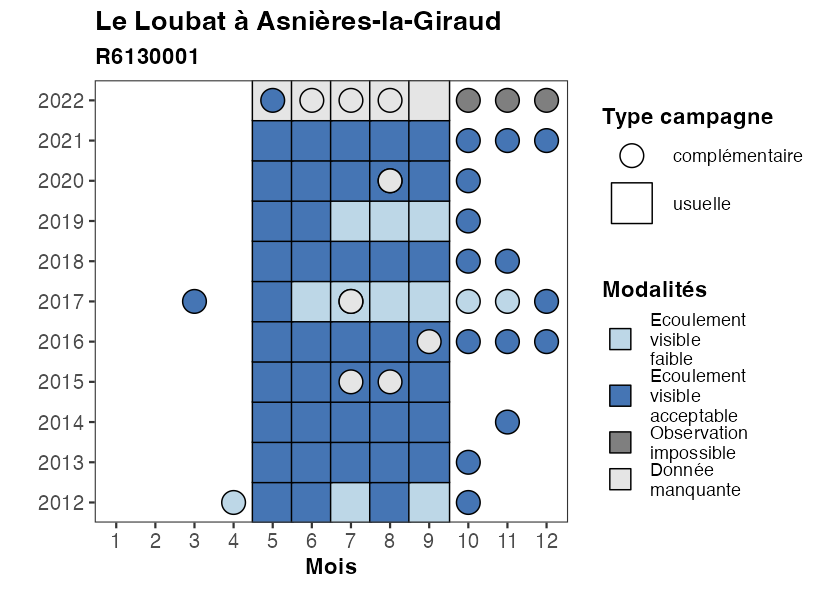 Le Loubat à Asnières-la-Giraud
R6130001
2022
2021
2020
2019
2018
2017
2016
2015
2014
2013
2012
1 2 3 4 5 6 7 8 9 10 11 12
Mois
Type campagne
complémentaire
usuelle
Modalités
Ecoulement
visible
faible
Ecoulement
visible
acceptable
Observation
impossible
Donnée
manquante